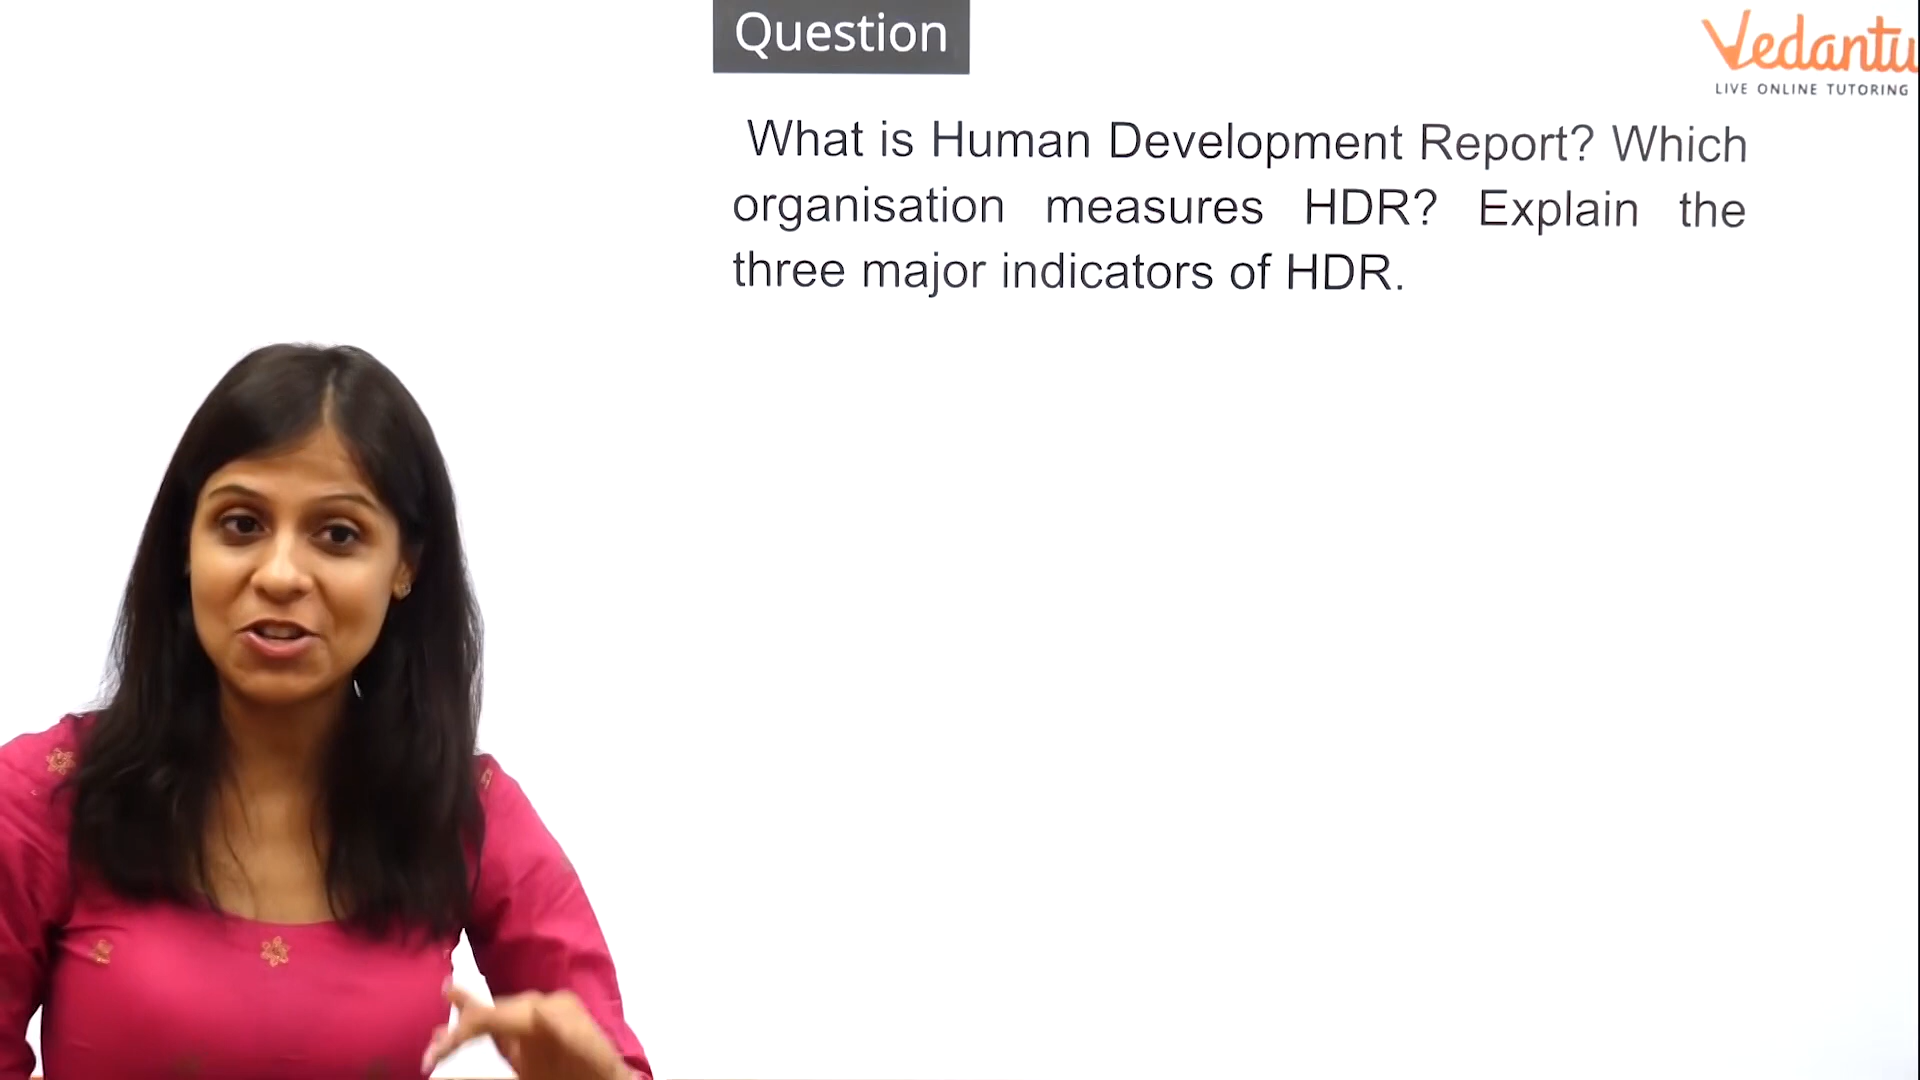 Question
Vedantu
LIVE ONLINE TUTORING
What is Human Development Report? Which
organisation measures HDR? Explain the
three major indicators of HDR.